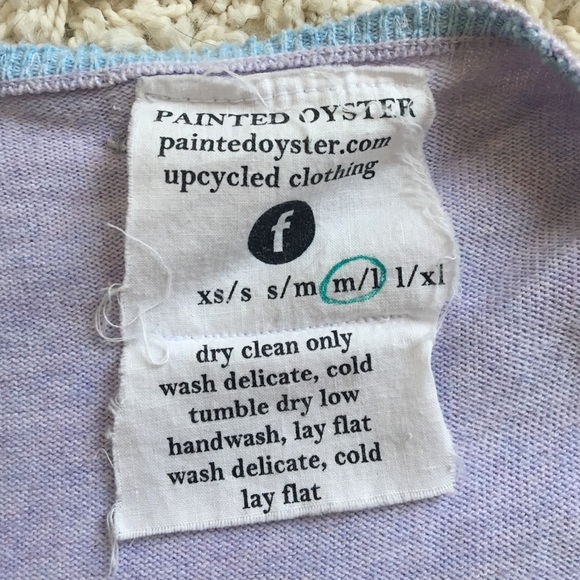 PAINTED OYSTER
paintedoyster.com
upcycled clothing
f
xs/s s/m m/l l/xl
dry clean only
wash delicate, cold
tumble dry low
handwash, lay flat
wash delicate, cold
lay flat